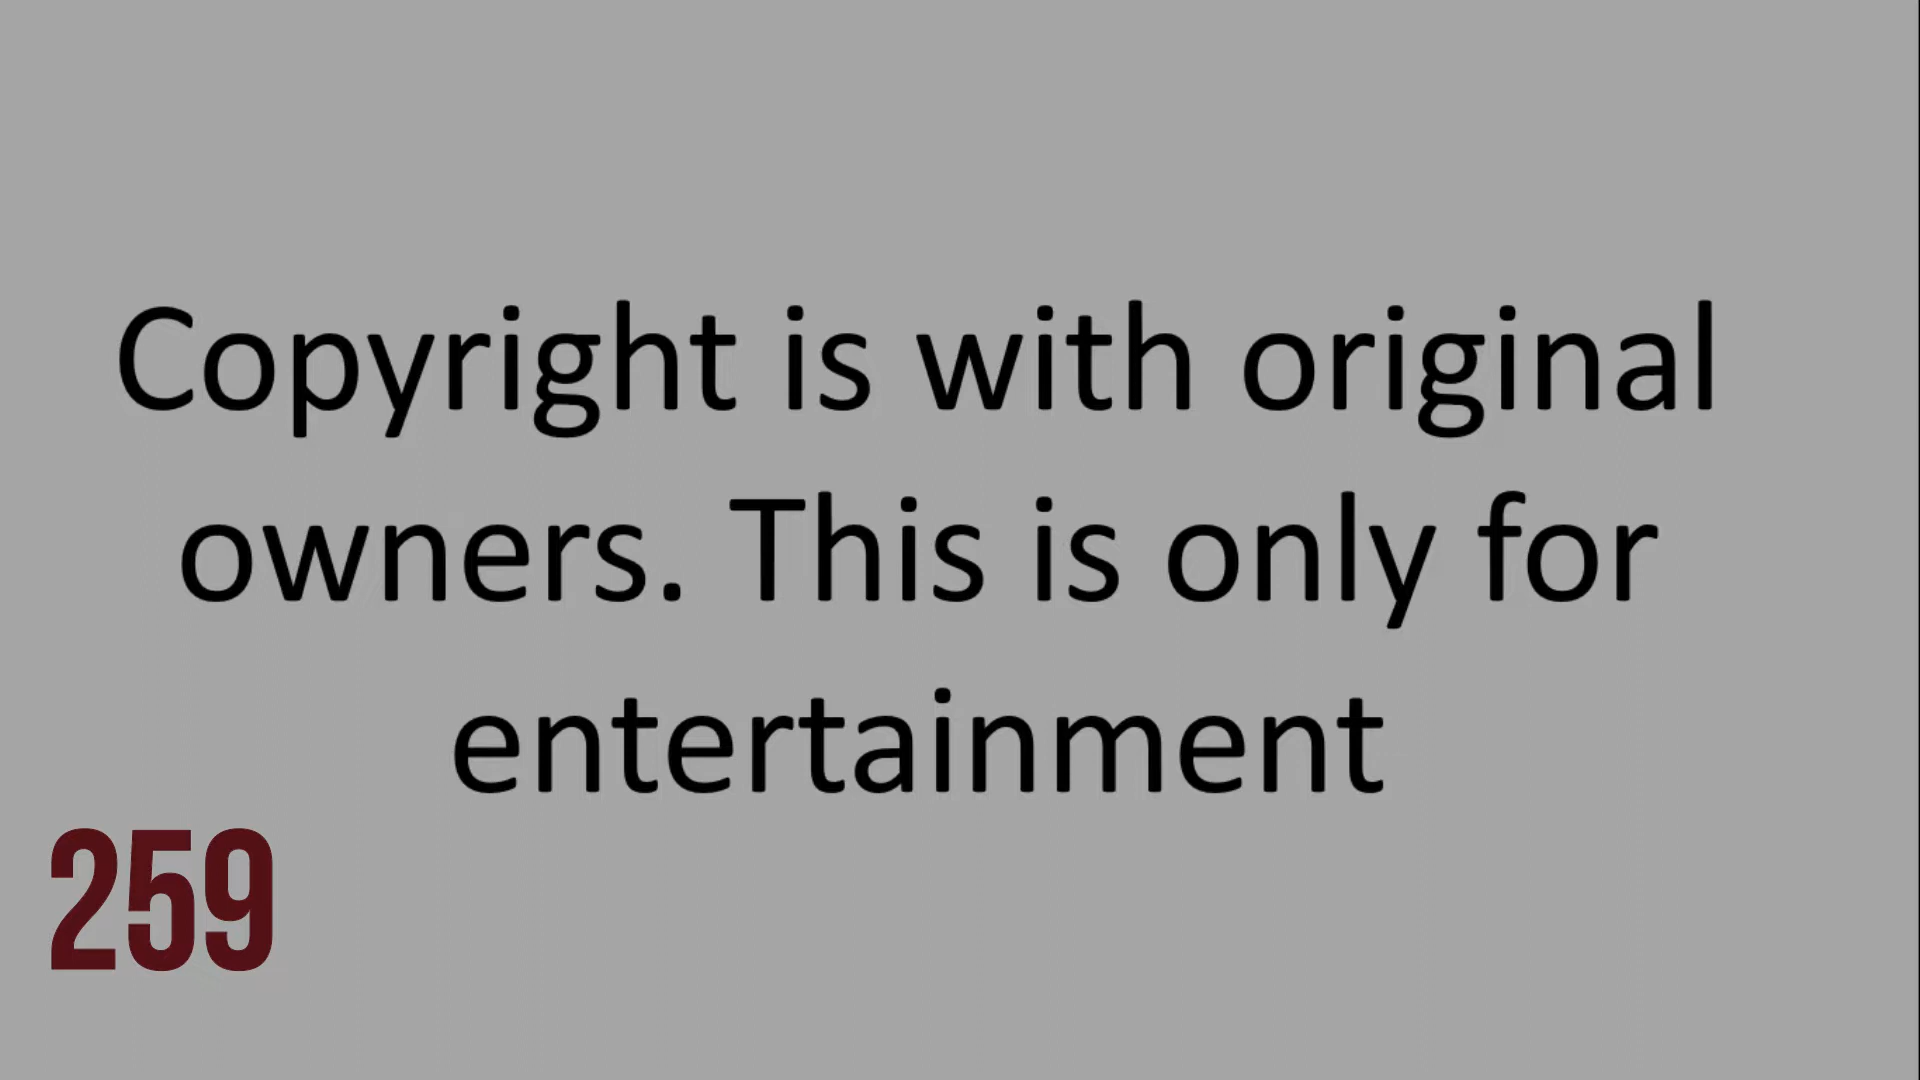 Copyright is with original
owners. This is only for
entertainment
259